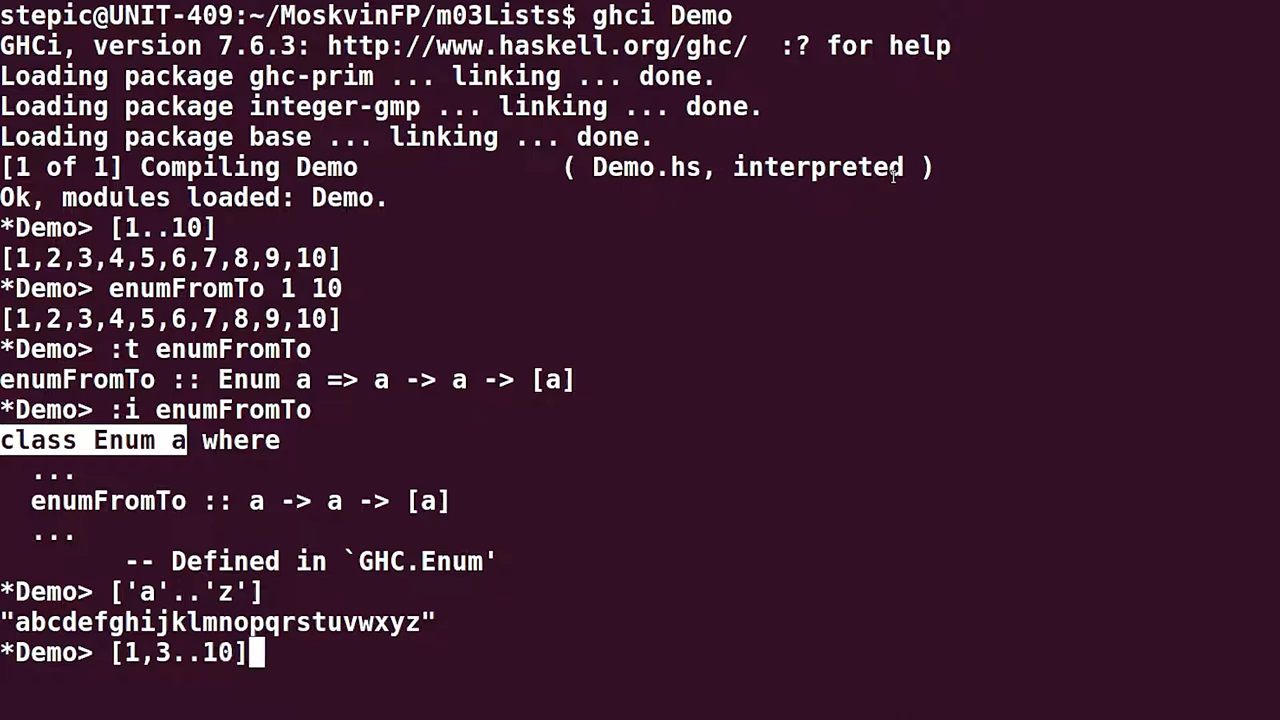 stepic@UNIT-409:~/MoskvinFP/m03Lists$ ghci Demo
GHCi, version 7.6.3: http://www.haskell.org/ghc/  :? for help
Loading package ghc-prim ... linking ... done.
Loading package integer-gmp ... linking ... done.
Loading package base ... linking ... done.
[1 of 1] Compiling Demo             ( Demo.hs, interpreted )
Ok, modules loaded: Demo.
*Demo> [1..10]
[1,2,3,4,5,6,7,8,9,10]
*Demo> enumFromTo 1 10
[1,2,3,4,5,6,7,8,9,10]
*Demo> :t enumFromTo
enumFromTo :: Enum a => a -> a -> [a]
*Demo> :i enumFromTo
class Enum a where
  ...
  enumFromTo :: a -> a -> [a]
  ...
        -- Defined in `GHC.Enum'
*Demo> ['a'..'z']
"abcdefghijklmnopqrstuvwxyz"
*Demo> [1,3..10]